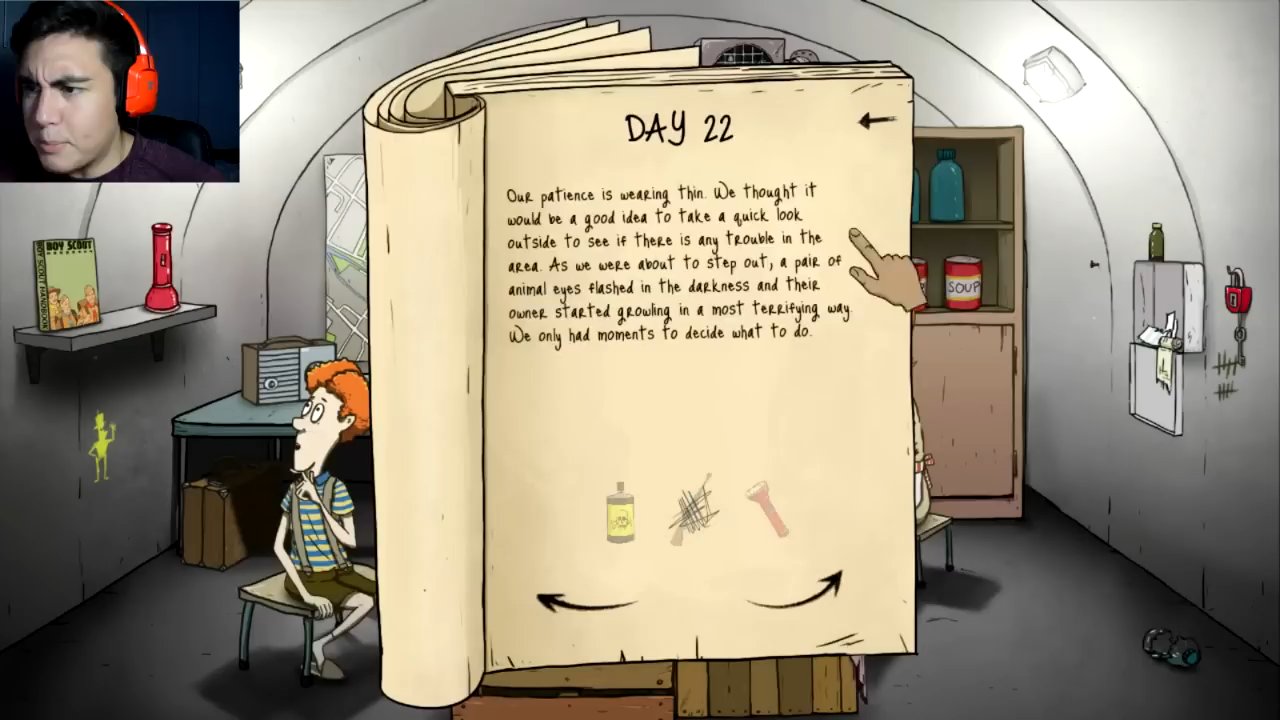 DAY 22
Our patience is wearing thin. We thought it
would be a good idea to take a quick look
outside to see if there is any trouble in the
area. As we were about to step out, a pair of
animal eyes flashed in the darkness and their
owner started growling in a most terrifying way.
We only had moments to decide what to do.
BOY SCOUT
BOY SCOUT HANDBOOK
SOUP